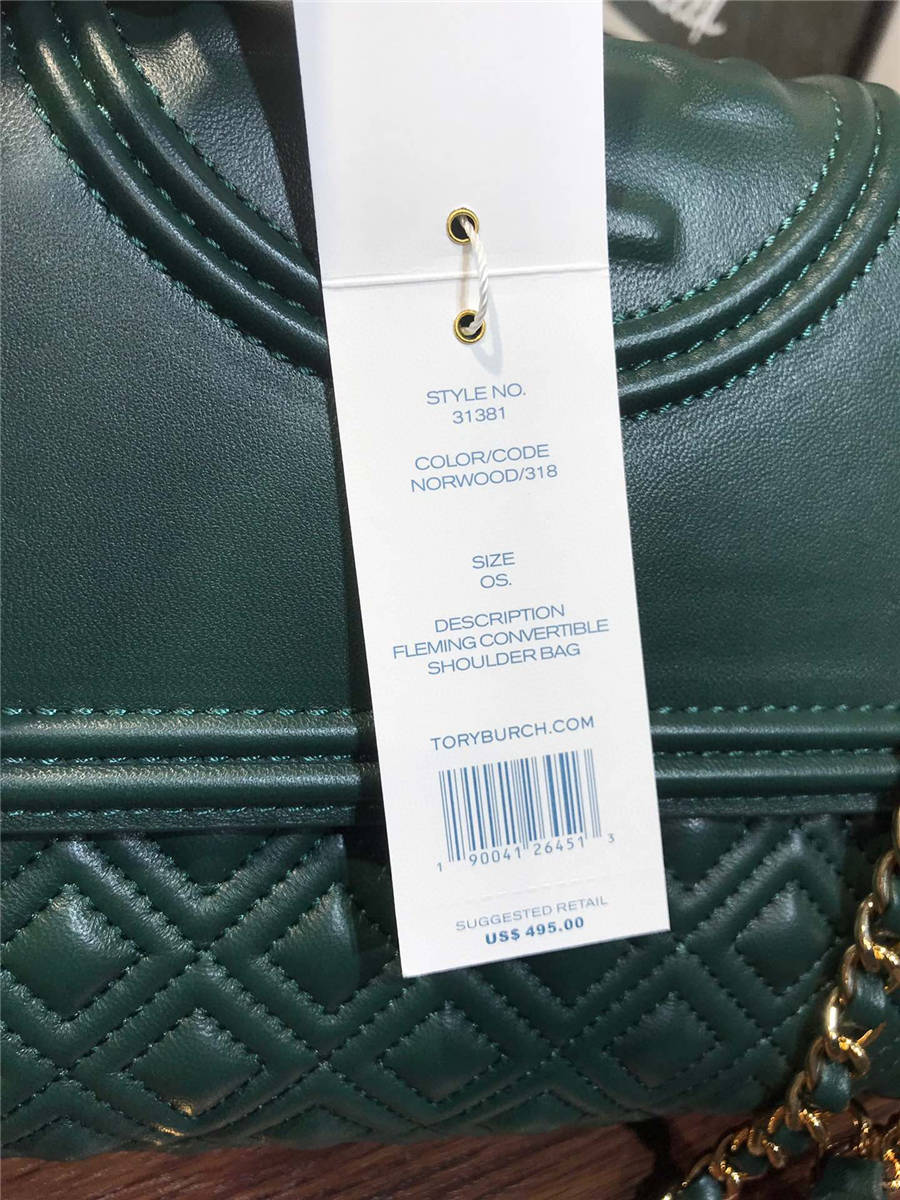 STYLE NO.
31381
COLOR/CODE
NORWOOD/318
SIZE
OS.
DESCRIPTION
FLEMING CONVERTIBLE
SHOULDER BAG
TORYBURCH.COM
1 90041 26451 3
SUGGESTED RETAIL
US$ 495.00